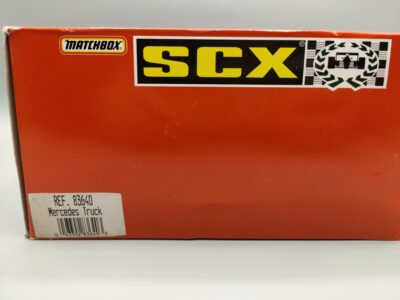 MATCHBOX
SCX®
REF. 83640
Mercedes Truck